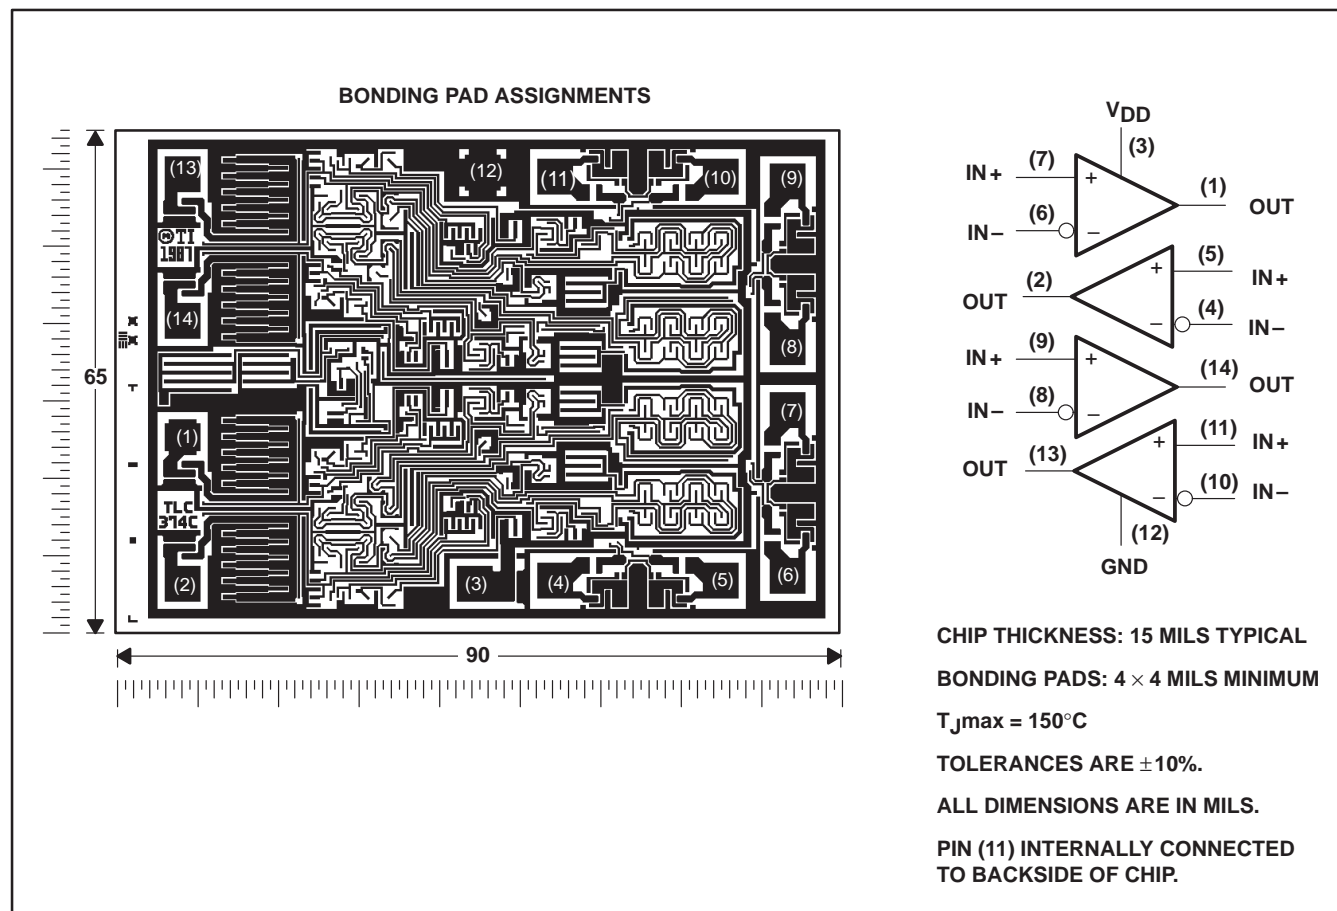 BONDING PAD ASSIGNMENTS
(13)
(12)
(11)
(10)
(9)
TI
1987
(14)
(8)
65
(1)
(7)
TLC
374C
(2)
(3)
(4)
(5)
(6)
90
VDD
(3)
IN+
(7)
+
(1)
OUT
IN−
(6)
−
+
(5)
IN+
OUT
(2)
−
(4)
IN−
IN+
(9)
+
(14)
OUT
IN−
(8)
−
+
(11)
IN+
OUT
(13)
−
(10)
IN−
(12)
GND
CHIP THICKNESS: 15 MILS TYPICAL
BONDING PADS: 4 × 4 MILS MINIMUM
TJmax = 150°C
TOLERANCES ARE ±10%.
ALL DIMENSIONS ARE IN MILS.
PIN (11) INTERNALLY CONNECTED
TO BACKSIDE OF CHIP.